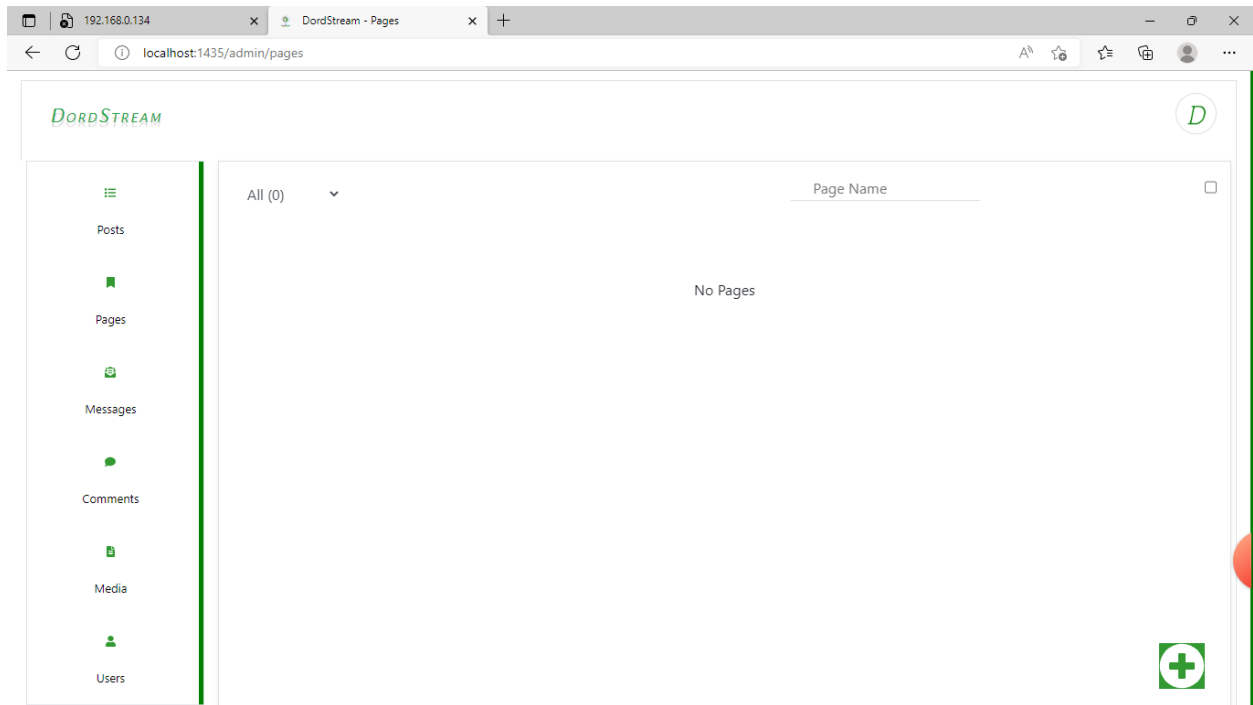 192.168.0.134
DordStream - Pages
localhost:1435/admin/pages
DORDSTREAM
D
Posts
Pages
Messages
Comments
Media
Users
All (0)
Page Name
No Pages